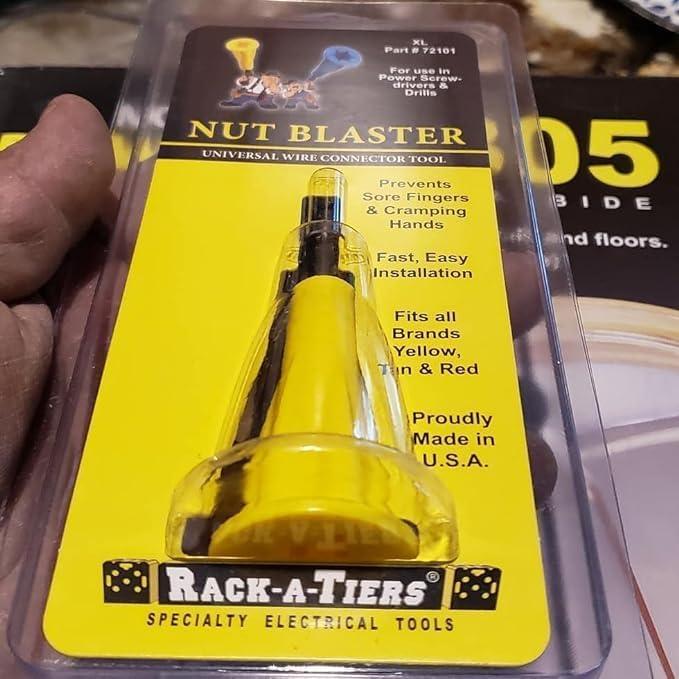 XL
Part # 72101
For use in
Power Screw-
drivers &
Drills
NUT BLASTER
UNIVERSAL WIRE CONNECTOR TOOL
Prevents
Sore Fingers
& Cramping
Hands
Fast, Easy
Installation
Fits all
Brands
Yellow,
Tan & Red
Proudly
Made in
U.S.A.
RACK-A-TIERS
RACK-A-TIERS®
SPECIALTY ELECTRICAL TOOLS
05
BIDE
nd floors.